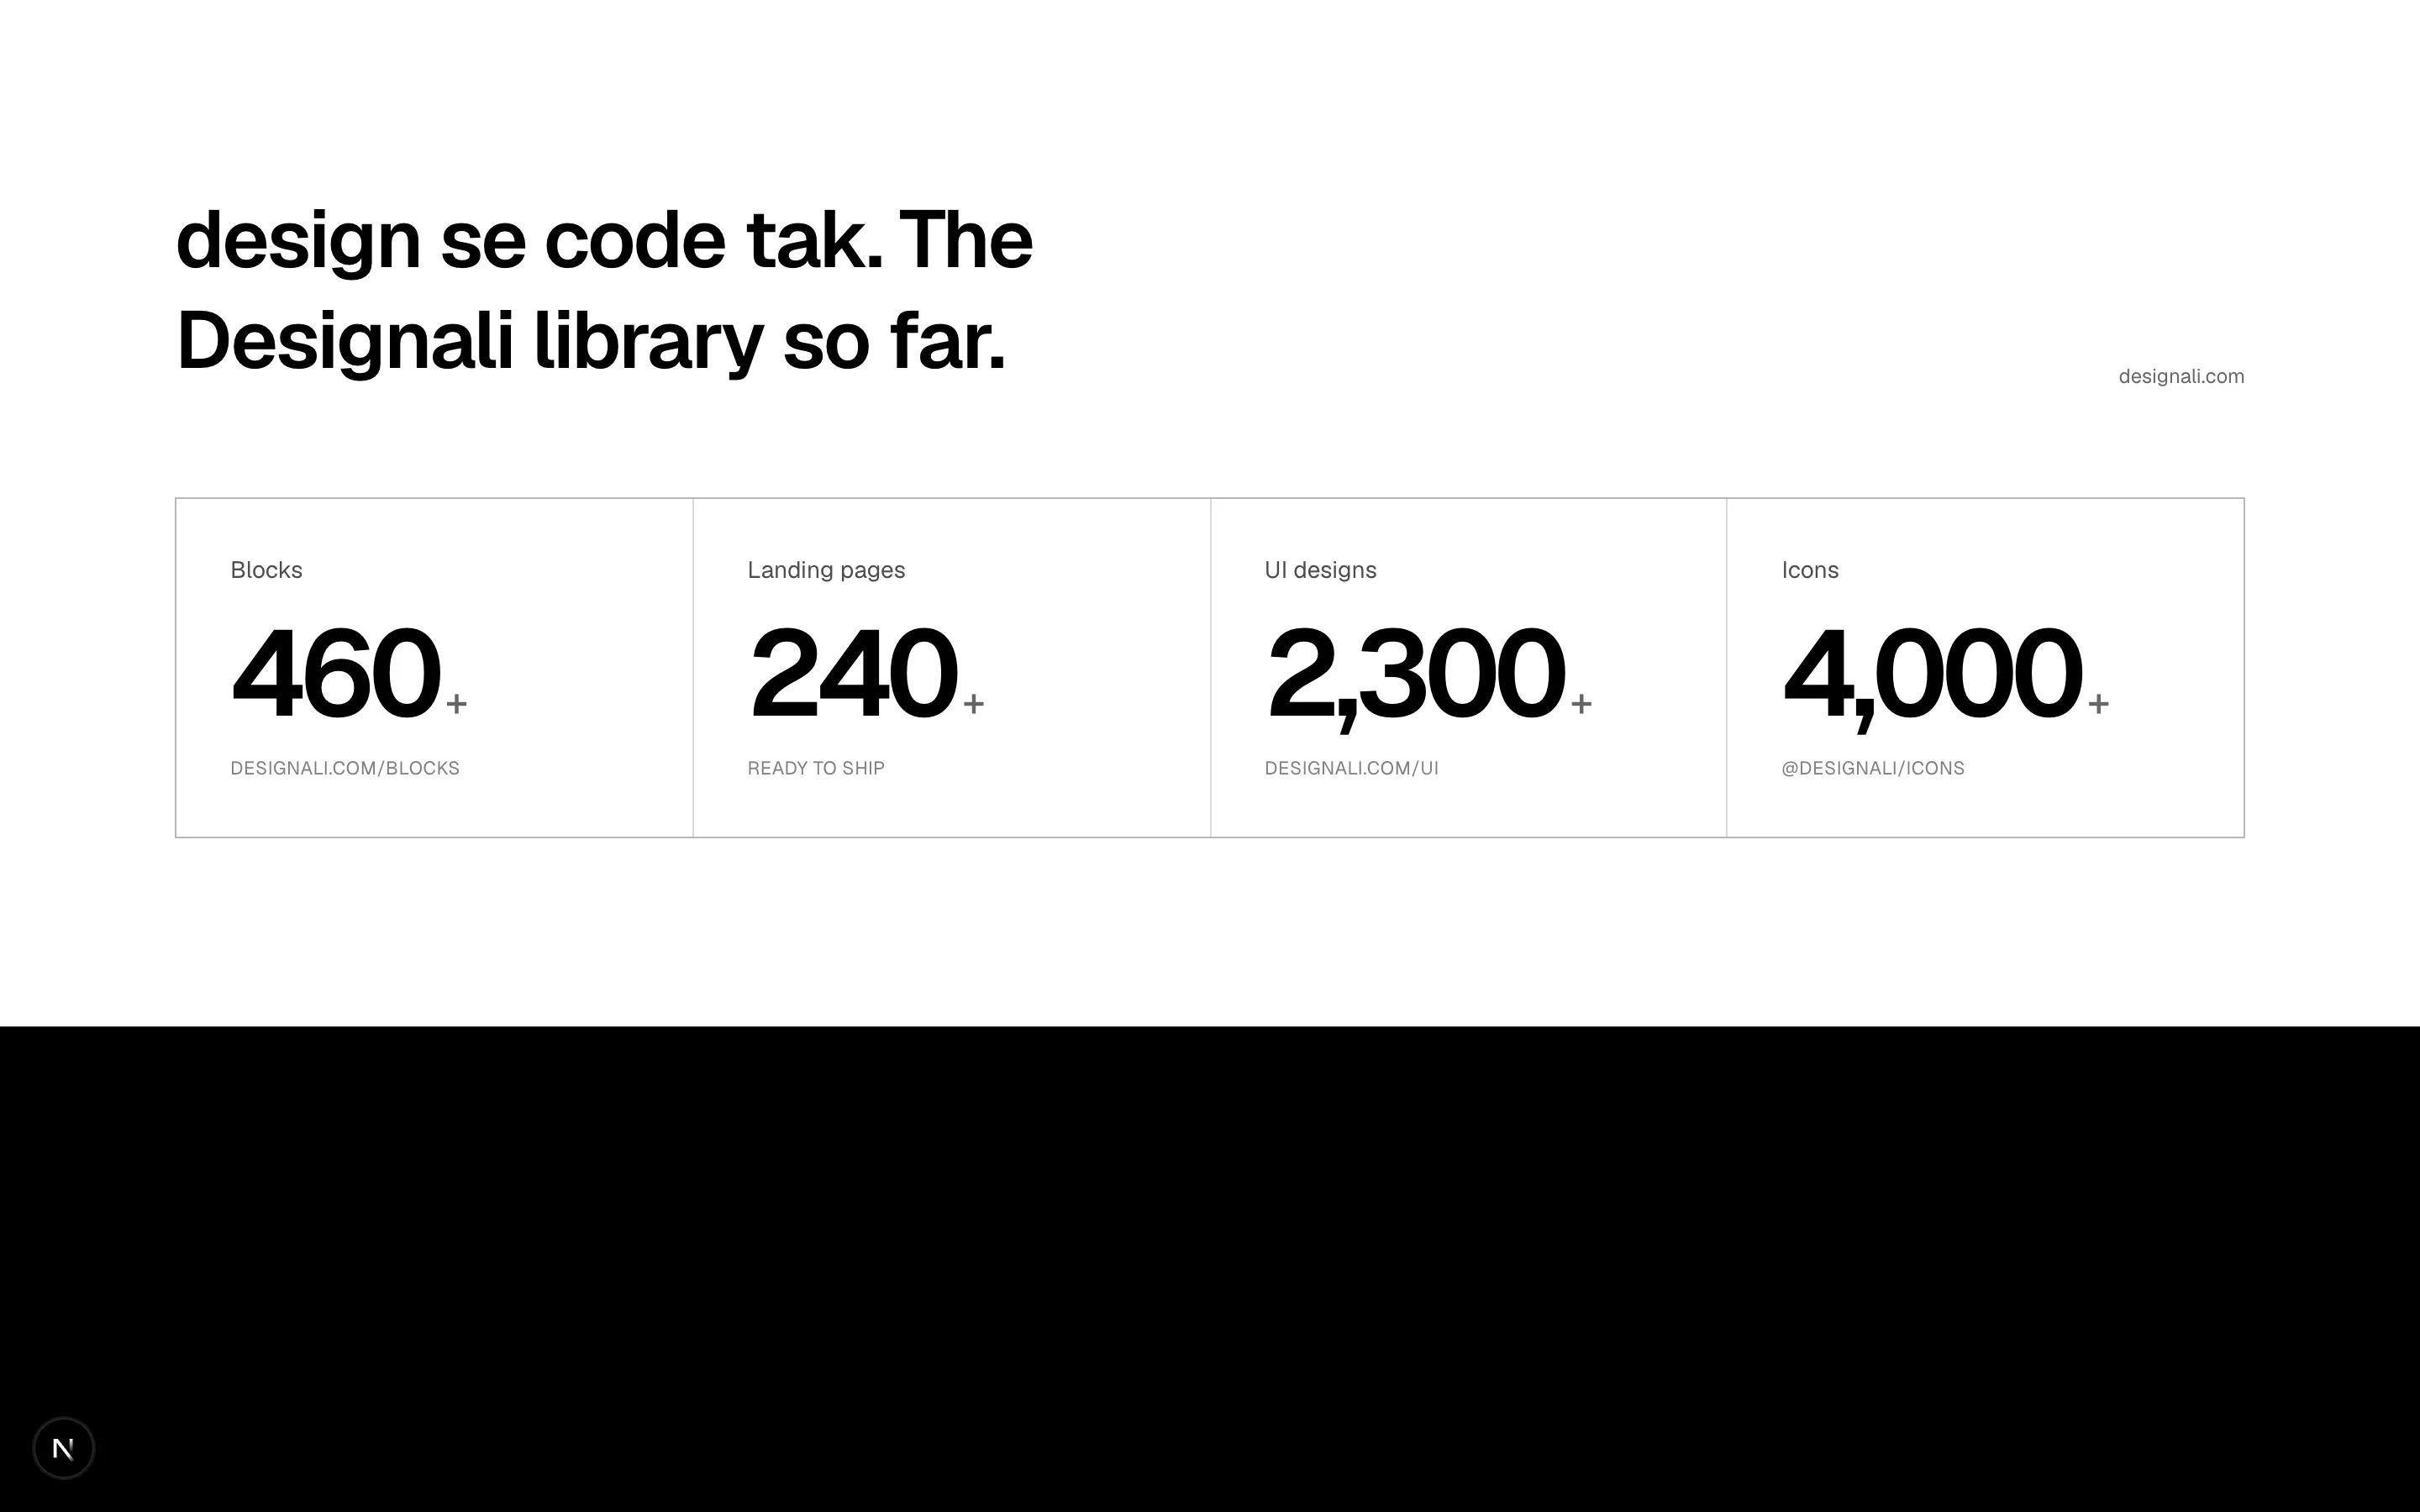 design se code tak. The
Designali library so far.
designali.com
Blocks
460+
DESIGNALI.COM/BLOCKS
Landing pages
240+
READY TO SHIP
UI designs
2,300+
DESIGNALI.COM/UI
Icons
4,000+
@DESIGNALI/ICONS
N